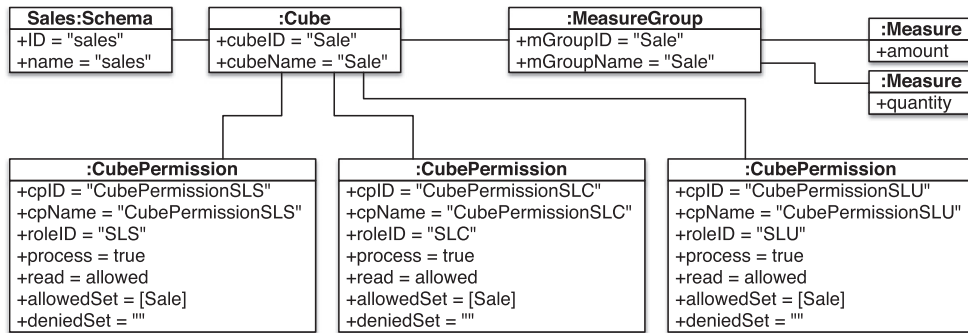 Sales:Schema
+ID = "sales"
+name = "sales"
:Cube
+cubeID = "Sale"
+cubeName = "Sale"
:MeasureGroup
+mGroupID = "Sale"
+mGroupName = "Sale"
:Measure
+amount
:Measure
+quantity
:CubePermission
+cpID = "CubePermissionSLS"
+cpName = "CubePermissionSLS"
+roleID = "SLS"
+process = true
+read = allowed
+allowedSet = [Sale]
+deniedSet = ""
:CubePermission
+cpID = "CubePermissionSLC"
+cpName = "CubePermissionSLC"
+roleID = "SLC"
+process = true
+read = allowed
+allowedSet = [Sale]
+deniedSet = ""
:CubePermission
+cpID = "CubePermissionSLU"
+cpName = "CubePermissionSLU"
+roleID = "SLU"
+process = true
+read = allowed
+allowedSet = [Sale]
+deniedSet = ""